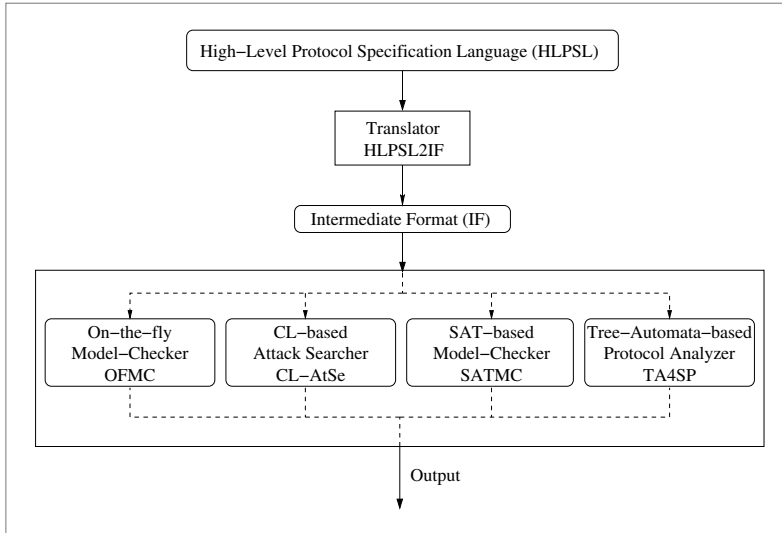 High−Level Protocol Specification Language (HLPSL)
Translator
HLPSL2IF
Intermediate Format (IF)
On−the−fly
Model−Checker
OFMC
CL−based
Attack Searcher
CL−AtSe
SAT−based
Model−Checker
SATMC
Tree−Automata−based
Protocol Analyzer
TA4SP
Output